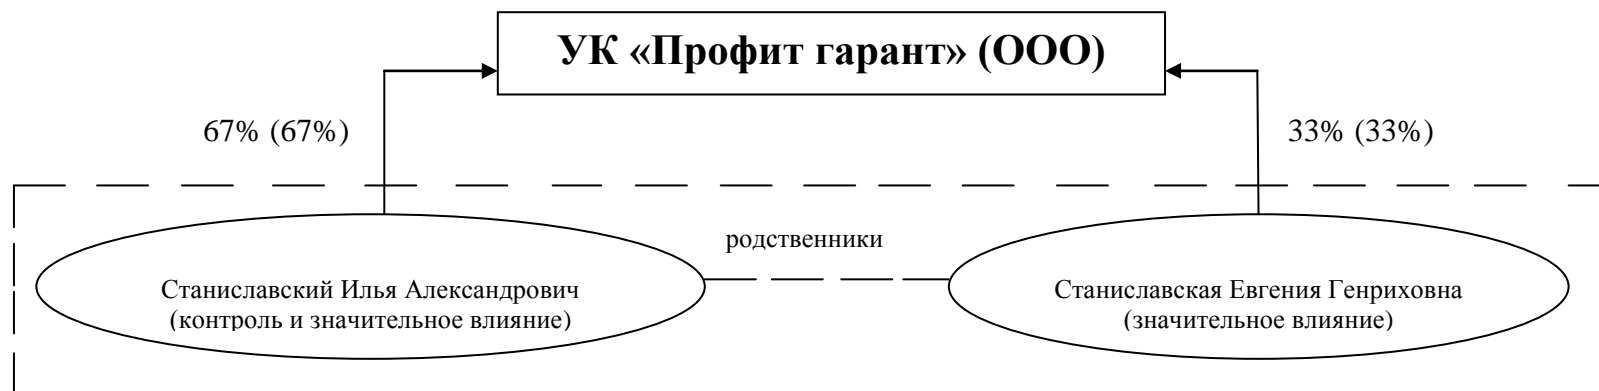 УК «Профит гарант» (ООО)
67% (67%)
33% (33%)
родственники
Станиславский Илья Александрович
(контроль и значительное влияние)
Станиславская Евгения Генриховна
(значительное влияние)